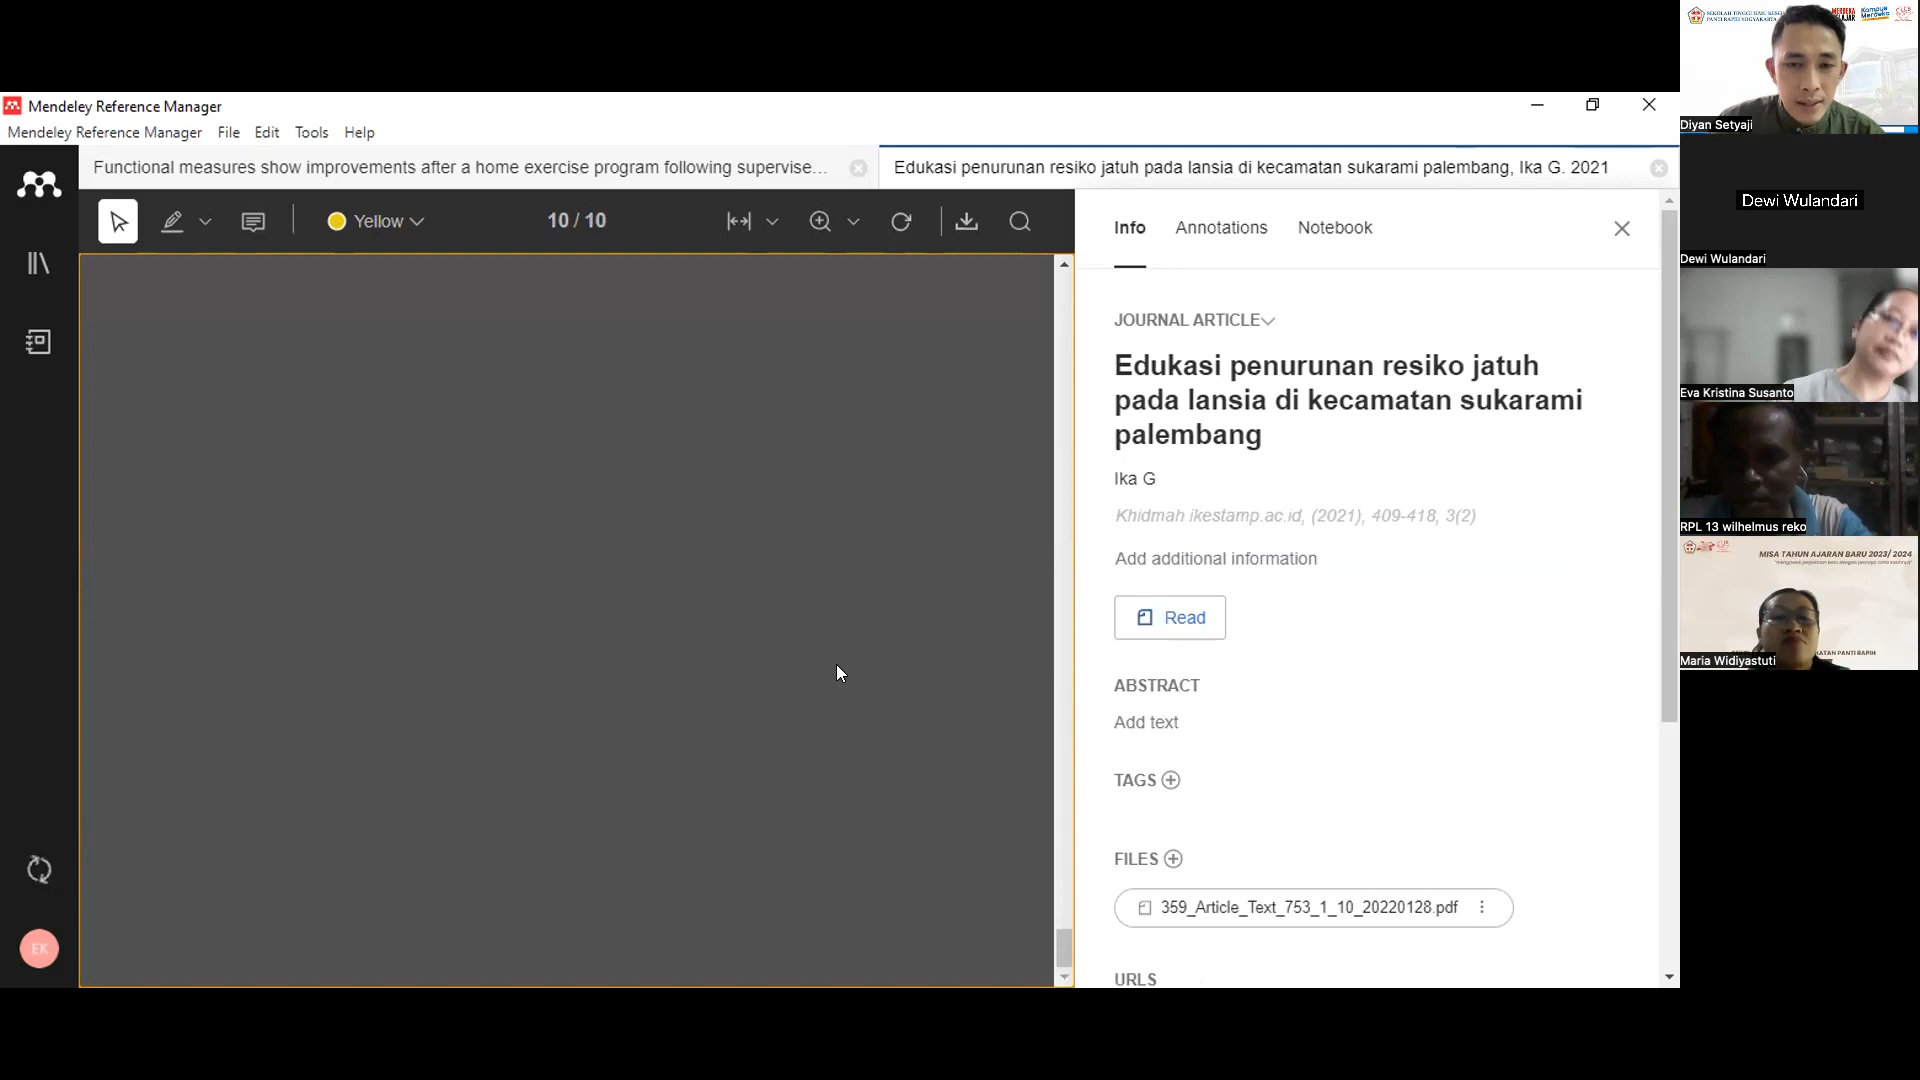 Mendeley Reference Manager
Mendeley Reference Manager File Edit Tools Help
Functional measures show improvements after a home exercise program following supervise...
Edukasi penurunan resiko jatuh pada lansia di kecamatan sukarami palembang, Ika G. 2021
Yellow
10 / 10
Info Annotations Notebook
JOURNAL ARTICLE
Edukasi penurunan resiko jatuh
pada lansia di kecamatan sukarami
palembang
Ika G
Khidmah ikestamp.ac.id, (2021), 409-418, 3(2)
Add additional information
Read
ABSTRACT
Add text
TAGS
FILES
359_Article_Text_753_1_10_20220128.pdf
URLS
EK
Diyan Setyaji
Dewi Wulandari
Dewi Wulandari
Eva Kristina Susanto
RPL 13 wilhelmus reko
MISA TAHUN AJARAN BARU 2023/ 2024
HATAN PANTI RAPIH
Maria Widiyastuti